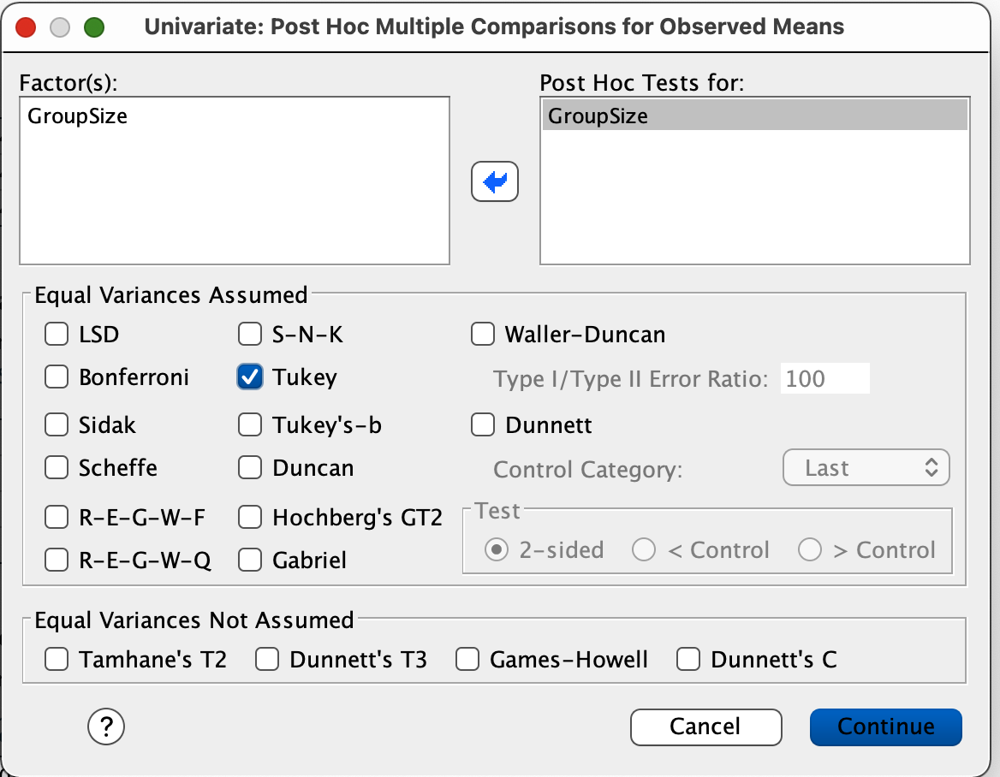 Univariate: Post Hoc Multiple Comparisons for Observed Means
Factor(s):
Post Hoc Tests for:
GroupSize
GroupSize
Equal Variances Assumed
LSD
S-N-K
Waller-Duncan
Bonferroni
Tukey
Type I/Type II Error Ratio: 100
Sidak
Tukey's-b
Dunnett
Scheffe
Duncan
Control Category: Last
R-E-G-W-F
Hochberg's GT2
Test
R-E-G-W-Q
Gabriel
2-sided
< Control
> Control
Equal Variances Not Assumed
Tamhane's T2
Dunnett's T3
Games-Howell
Dunnett's C
?
Cancel
Continue